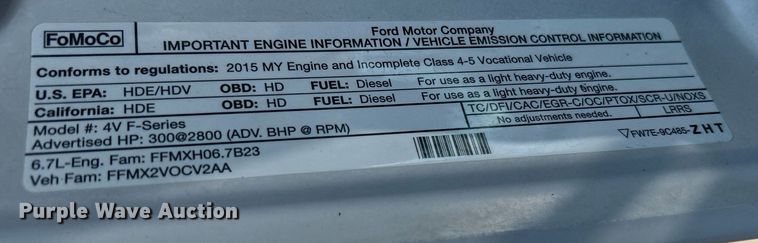 FoMoCo
Ford Motor Company
IMPORTANT ENGINE INFORMATION / VEHICLE EMISSION CONTROL INFORMATION
Conforms to regulations: 2015 MY Engine and Incomplete Class 4-5 Vocational Vehicle
U.S. EPA: HDE/HDV OBD: HD FUEL: Diesel For use as a light heavy-duty engine.
California: HDE OBD: HD FUEL: Diesel For use as a light heavy-duty engine.
Model #: 4V F-Series TC/DFI/CAC/EGR-C/OC/PTOX/SCR-U/NOXS
Advertised HP: 300@2800 (ADV. BHP @ RPM) No adjustments needed. LRRS
6.7L-Eng. Fam: FFMXH06.7B23 FW7E-9C485-ZHT
Veh Fam: FFMX2VOCV2AA
Purple Wave Auction